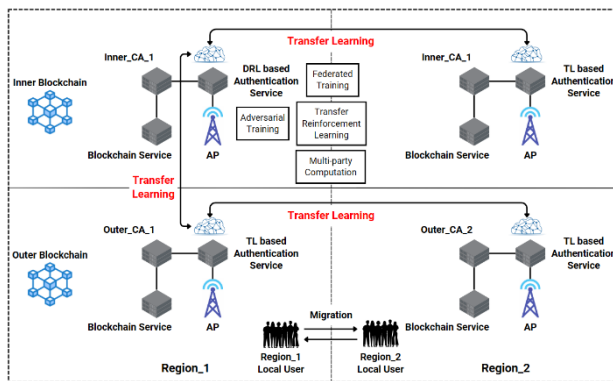 Transfer Learning
Inner_CA_1
DRL based
Authentication
Service
Federated
Training
Inner_CA_1
TL based
Authentication
Service
Inner Blockchain
Adversarial
Training
Transfer
Reinforcement
Learning
Multi-party
Computation
Blockchain Service
AP
Blockchain Service
AP
Transfer
Learning
Transfer Learning
Outer_CA_1
TL based
Authentication
Service
Outer_CA_2
TL based
Authentication
Service
Outer Blockchain
Blockchain Service
AP
Migration
Blockchain Service
AP
Region_1
Region_1
Local User
Region_2
Local User
Region_2